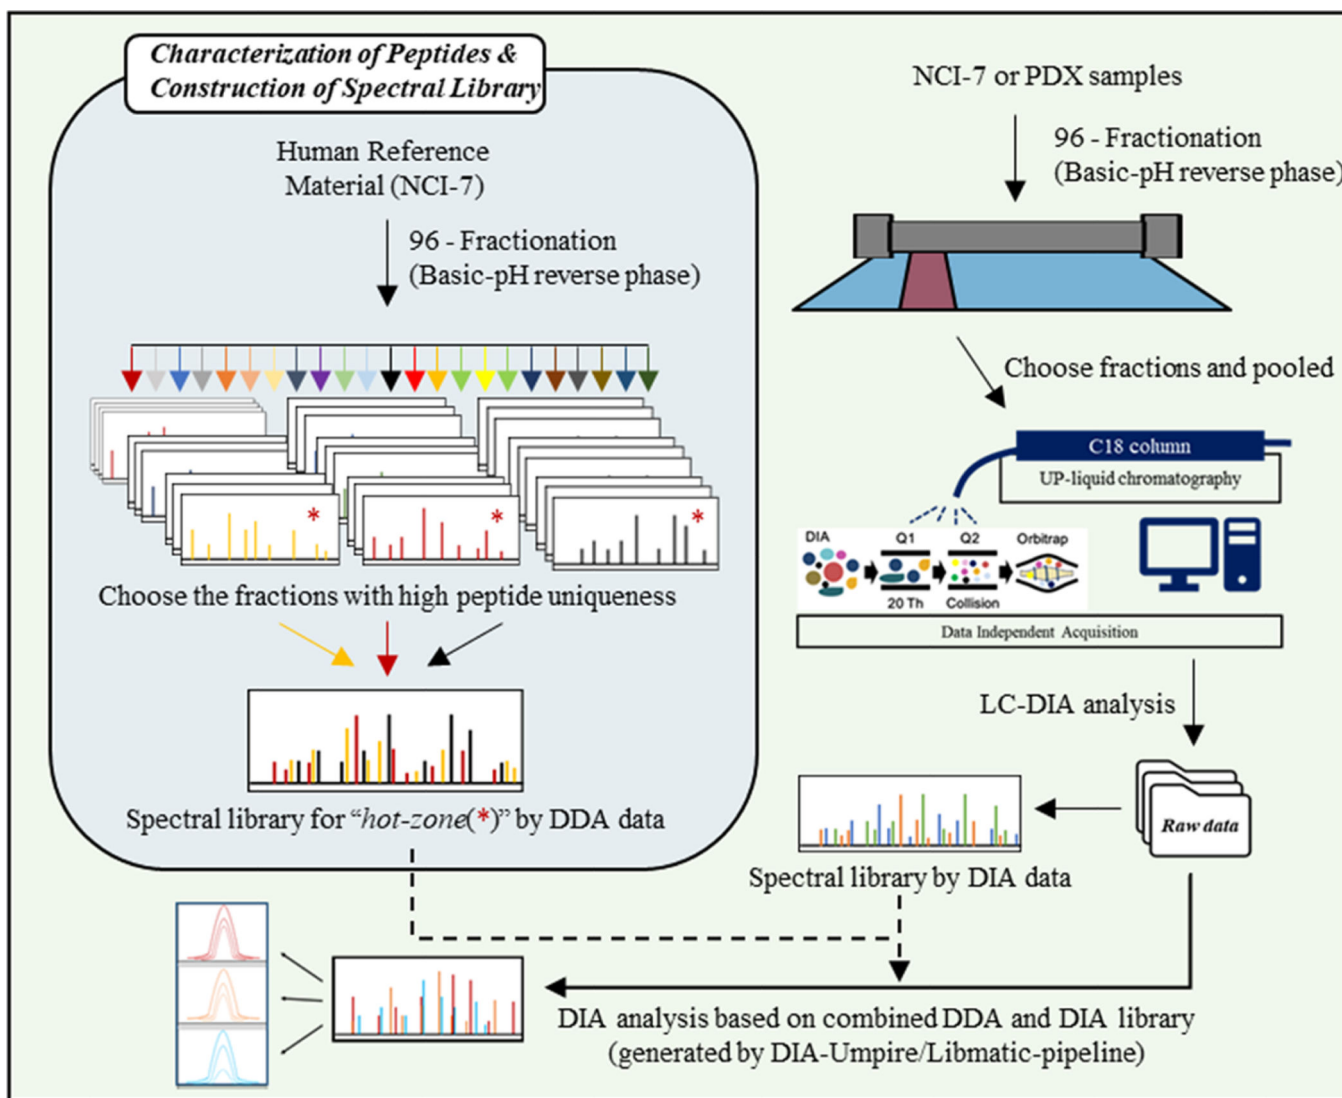 Characterization of Peptides &
Construction of Spectral Library
Human Reference
Material (NCI-7)
96 - Fractionation
(Basic-pH reverse phase)
*
*
*
Choose the fractions with high peptide uniqueness
Spectral library for “hot-zone(*)” by DDA data
NCI-7 or PDX samples
96 - Fractionation
(Basic-pH reverse phase)
Choose fractions and pooled
C18 column
UP-liquid chromatography
DIA Q1 Q2 Orbitrap
20 Th Collision
Data Independent Acquisition
LC-DIA analysis
Raw data
Spectral library by DIA data
DIA analysis based on combined DDA and DIA library
(generated by DIA-Umpire/Libmatic-pipeline)